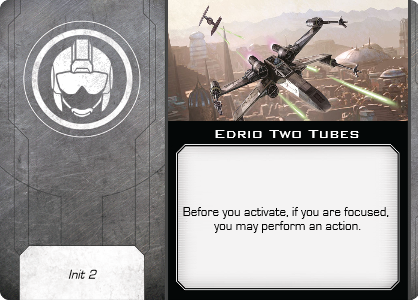 Edrio Two Tubes
Before you activate, if you are focused,
you may perform an action.
Init 2